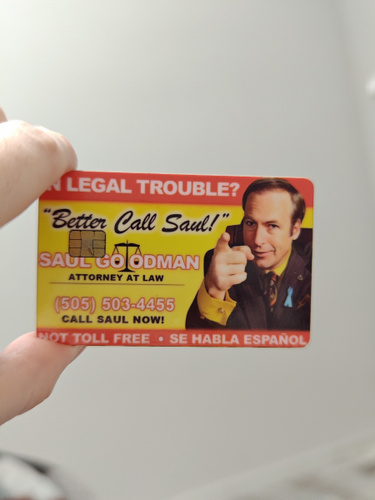 N LEGAL TROUBLE?
"Better Call Saul!"
SAUL GOODMAN
ATTORNEY AT LAW
(505) 503-4455
CALL SAUL NOW!
NOT TOLL FREE • SE HABLA ESPAÑOL